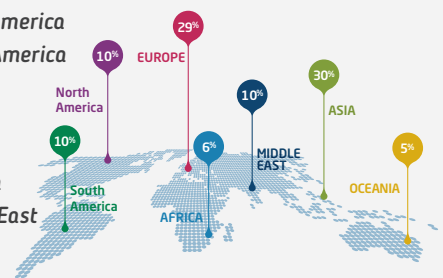 America
America
29%
EUROPE
10%
North
America
30%
ASIA
10%
MIDDLE
EAST
10%
South
America
6%
AFRICA
5%
OCEANIA
East